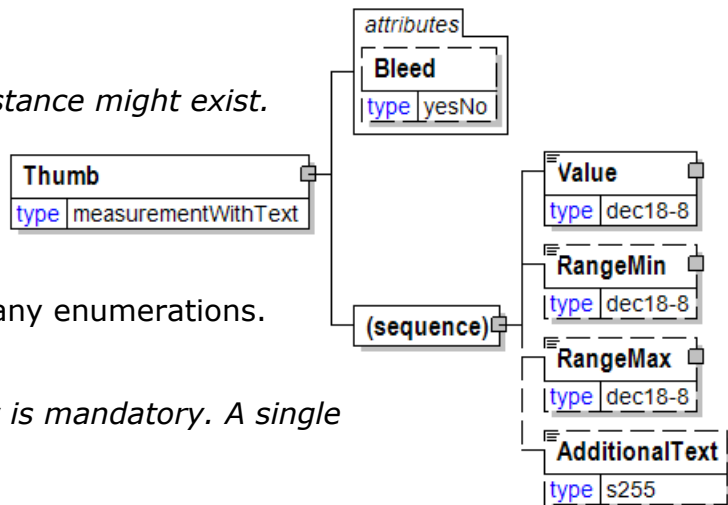 attributes
Bleed
type yesNo
stance might exist.
Thumb
type measurementWithText
Value
type dec18-8
RangeMin
type dec18-8
any enumerations.
(sequence)
RangeMax
type dec18-8
is mandatory. A single
AdditionalText
type s255